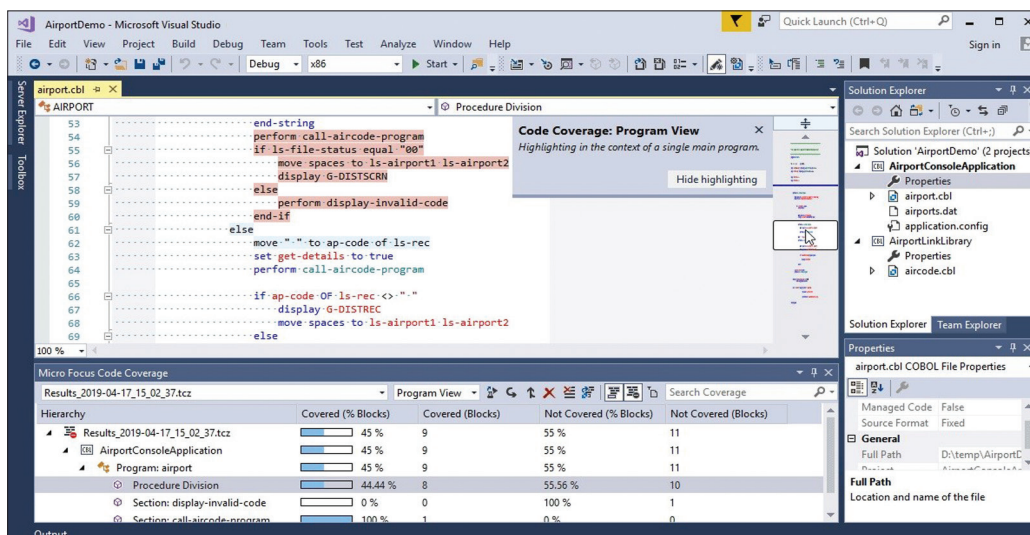 AirportDemo - Microsoft Visual Studio
Quick Launch (Ctrl+Q)
File Edit View Project Build Debug Team Tools Test Analyze Window Help
Sign in
Debug x86 Start
Server Explorer
Toolbox
airport.cbl
AIRPORT
Procedure Division
53 end-string
54 perform call-aircode-program
55 if ls-file-status equal "00"
56 move spaces to ls-airport1 ls-airport2
57 display G-DISTSCRN
58 else
59 perform display-invalid-code
60 end-if
61 else
62 move " " to ap-code of ls-rec
63 set get-details to true
64 perform call-aircode-program
65
66 if ap-code OF ls-rec <> " "
67 display G-DISTREC
68 move spaces to ls-airport1 ls-airport2
69 else
100 %
Code Coverage: Program View
Highlighting in the context of a single main program.
Hide highlighting
Solution Explorer
Search Solution Explorer (Ctrl+;)
Solution 'AirportDemo' (2 projects
AirportConsoleApplication
Properties
airport.cbl
airports.dat
application.config
AirportLinkLibrary
Properties
aircode.cbl
Solution Explorer Team Explorer
Properties
airport.cbl COBOL File Properties
Managed Code False
Source Format Fixed
General
Full Path D:\temp\AirportD
Full Path
Location and name of the file
Micro Focus Code Coverage
Results_2019-04-17_15_02_37.tcz
Program View
Search Coverage
Hierarchy Covered (% Blocks) Covered (Blocks) Not Covered (% Blocks) Not Covered (Blocks)
Results_2019-04-17_15_02_37.tcz 45 % 9 55 % 11
AirportConsoleApplication 45 % 9 55 % 11
Program: airport 45 % 9 55 % 11
Procedure Division 44.44 % 8 55.56 % 10
Section: display-invalid-code 0 % 0 100 % 1
Section: call-aircode-program 100 % 1 0 % 0
Output